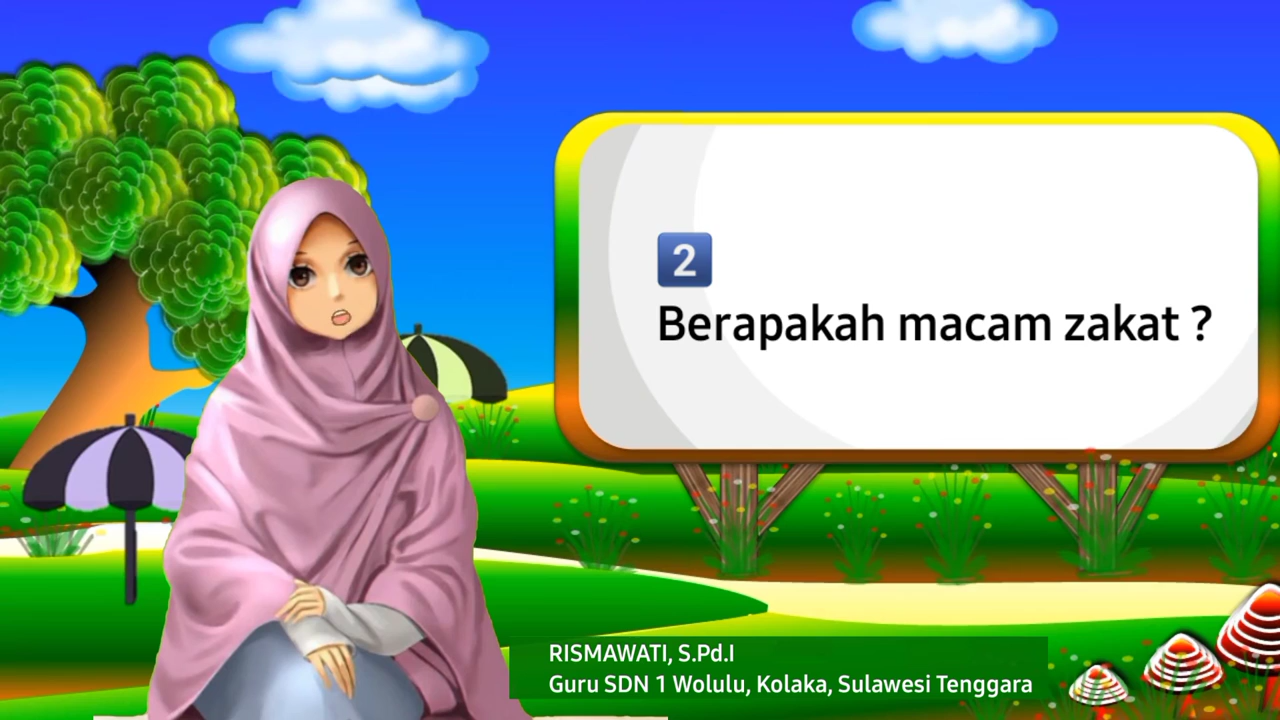 2
Berapakah macam zakat ?
RISMAWATI, S.Pd.I
Guru SDN 1 Wolulu, Kolaka, Sulawesi Tenggara